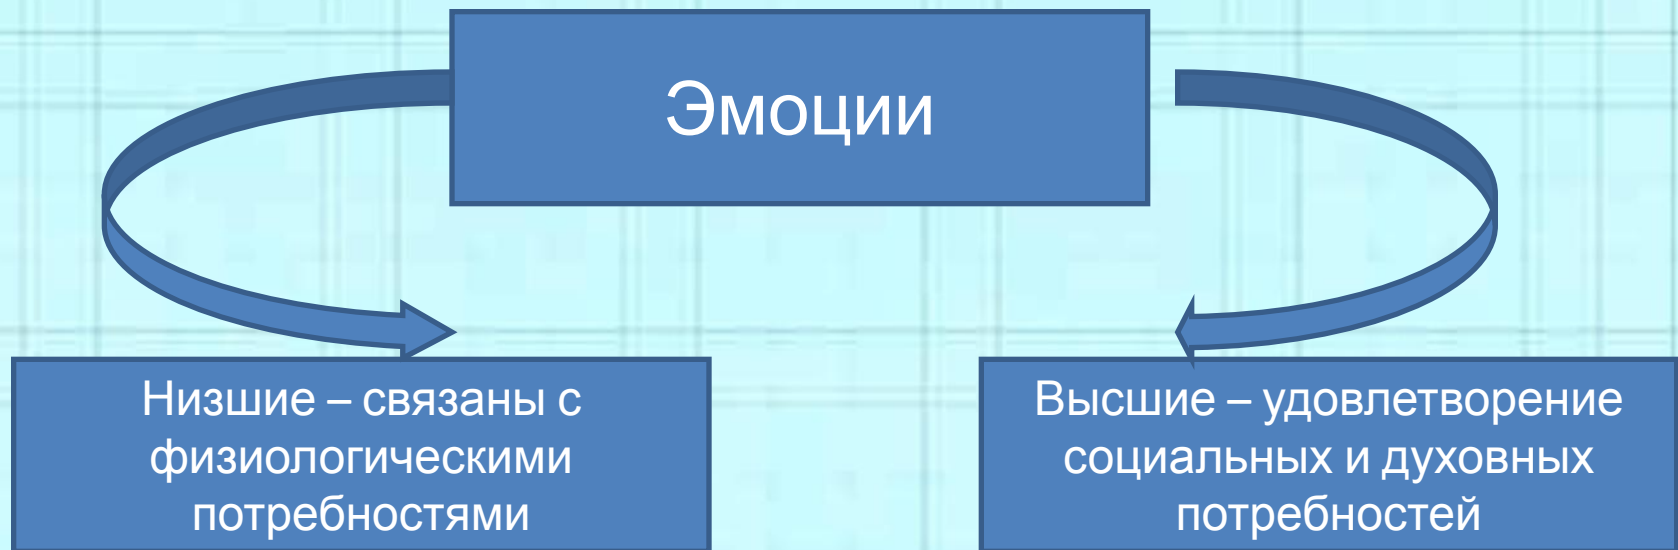 Эмоции
Низшие – связаны с
физиологическими
потребностями
Высшие – удовлетворение
социальных и духовных
потребностей